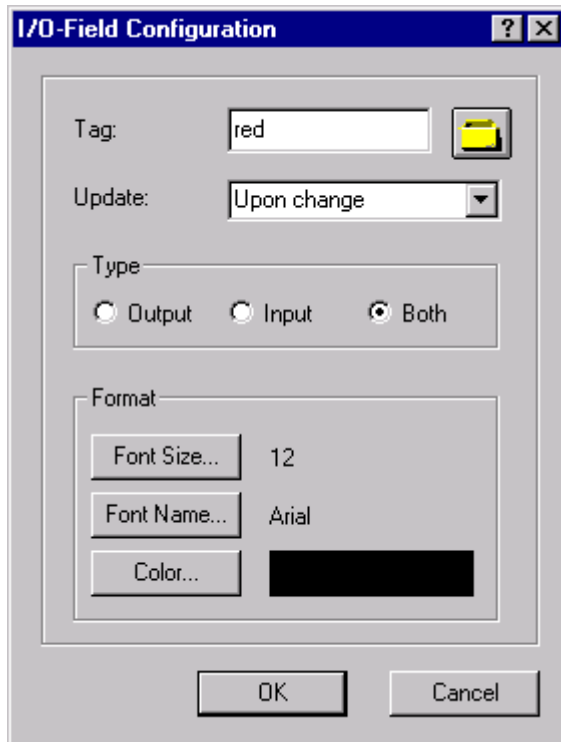 I/O-Field Configuration
Tag: red
Update: Upon change
Type
Output Input Both
Format
Font Size... 12
Font Name... Arial
Color...
OK Cancel